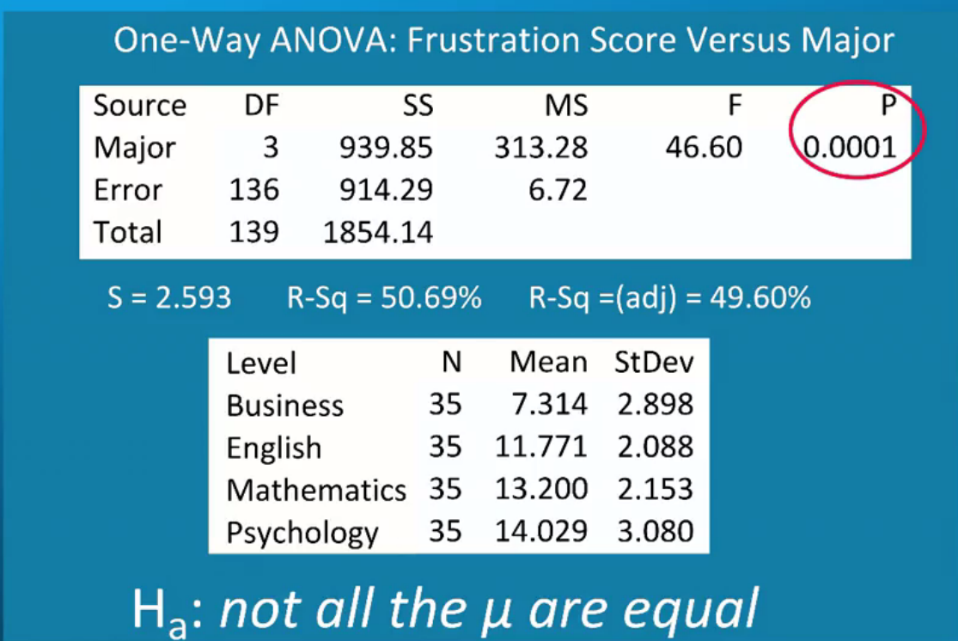 One-Way ANOVA: Frustration Score Versus Major
Source DF SS MS F P
Major 3 939.85 313.28 46.60 0.0001
Error 136 914.29 6.72
Total 139 1854.14
S = 2.593 R-Sq = 50.69% R-Sq =(adj) = 49.60%
Level N Mean StDev
Business 35 7.314 2.898
English 35 11.771 2.088
Mathematics 35 13.200 2.153
Psychology 35 14.029 3.080
Hₐ: not all the μ are equal